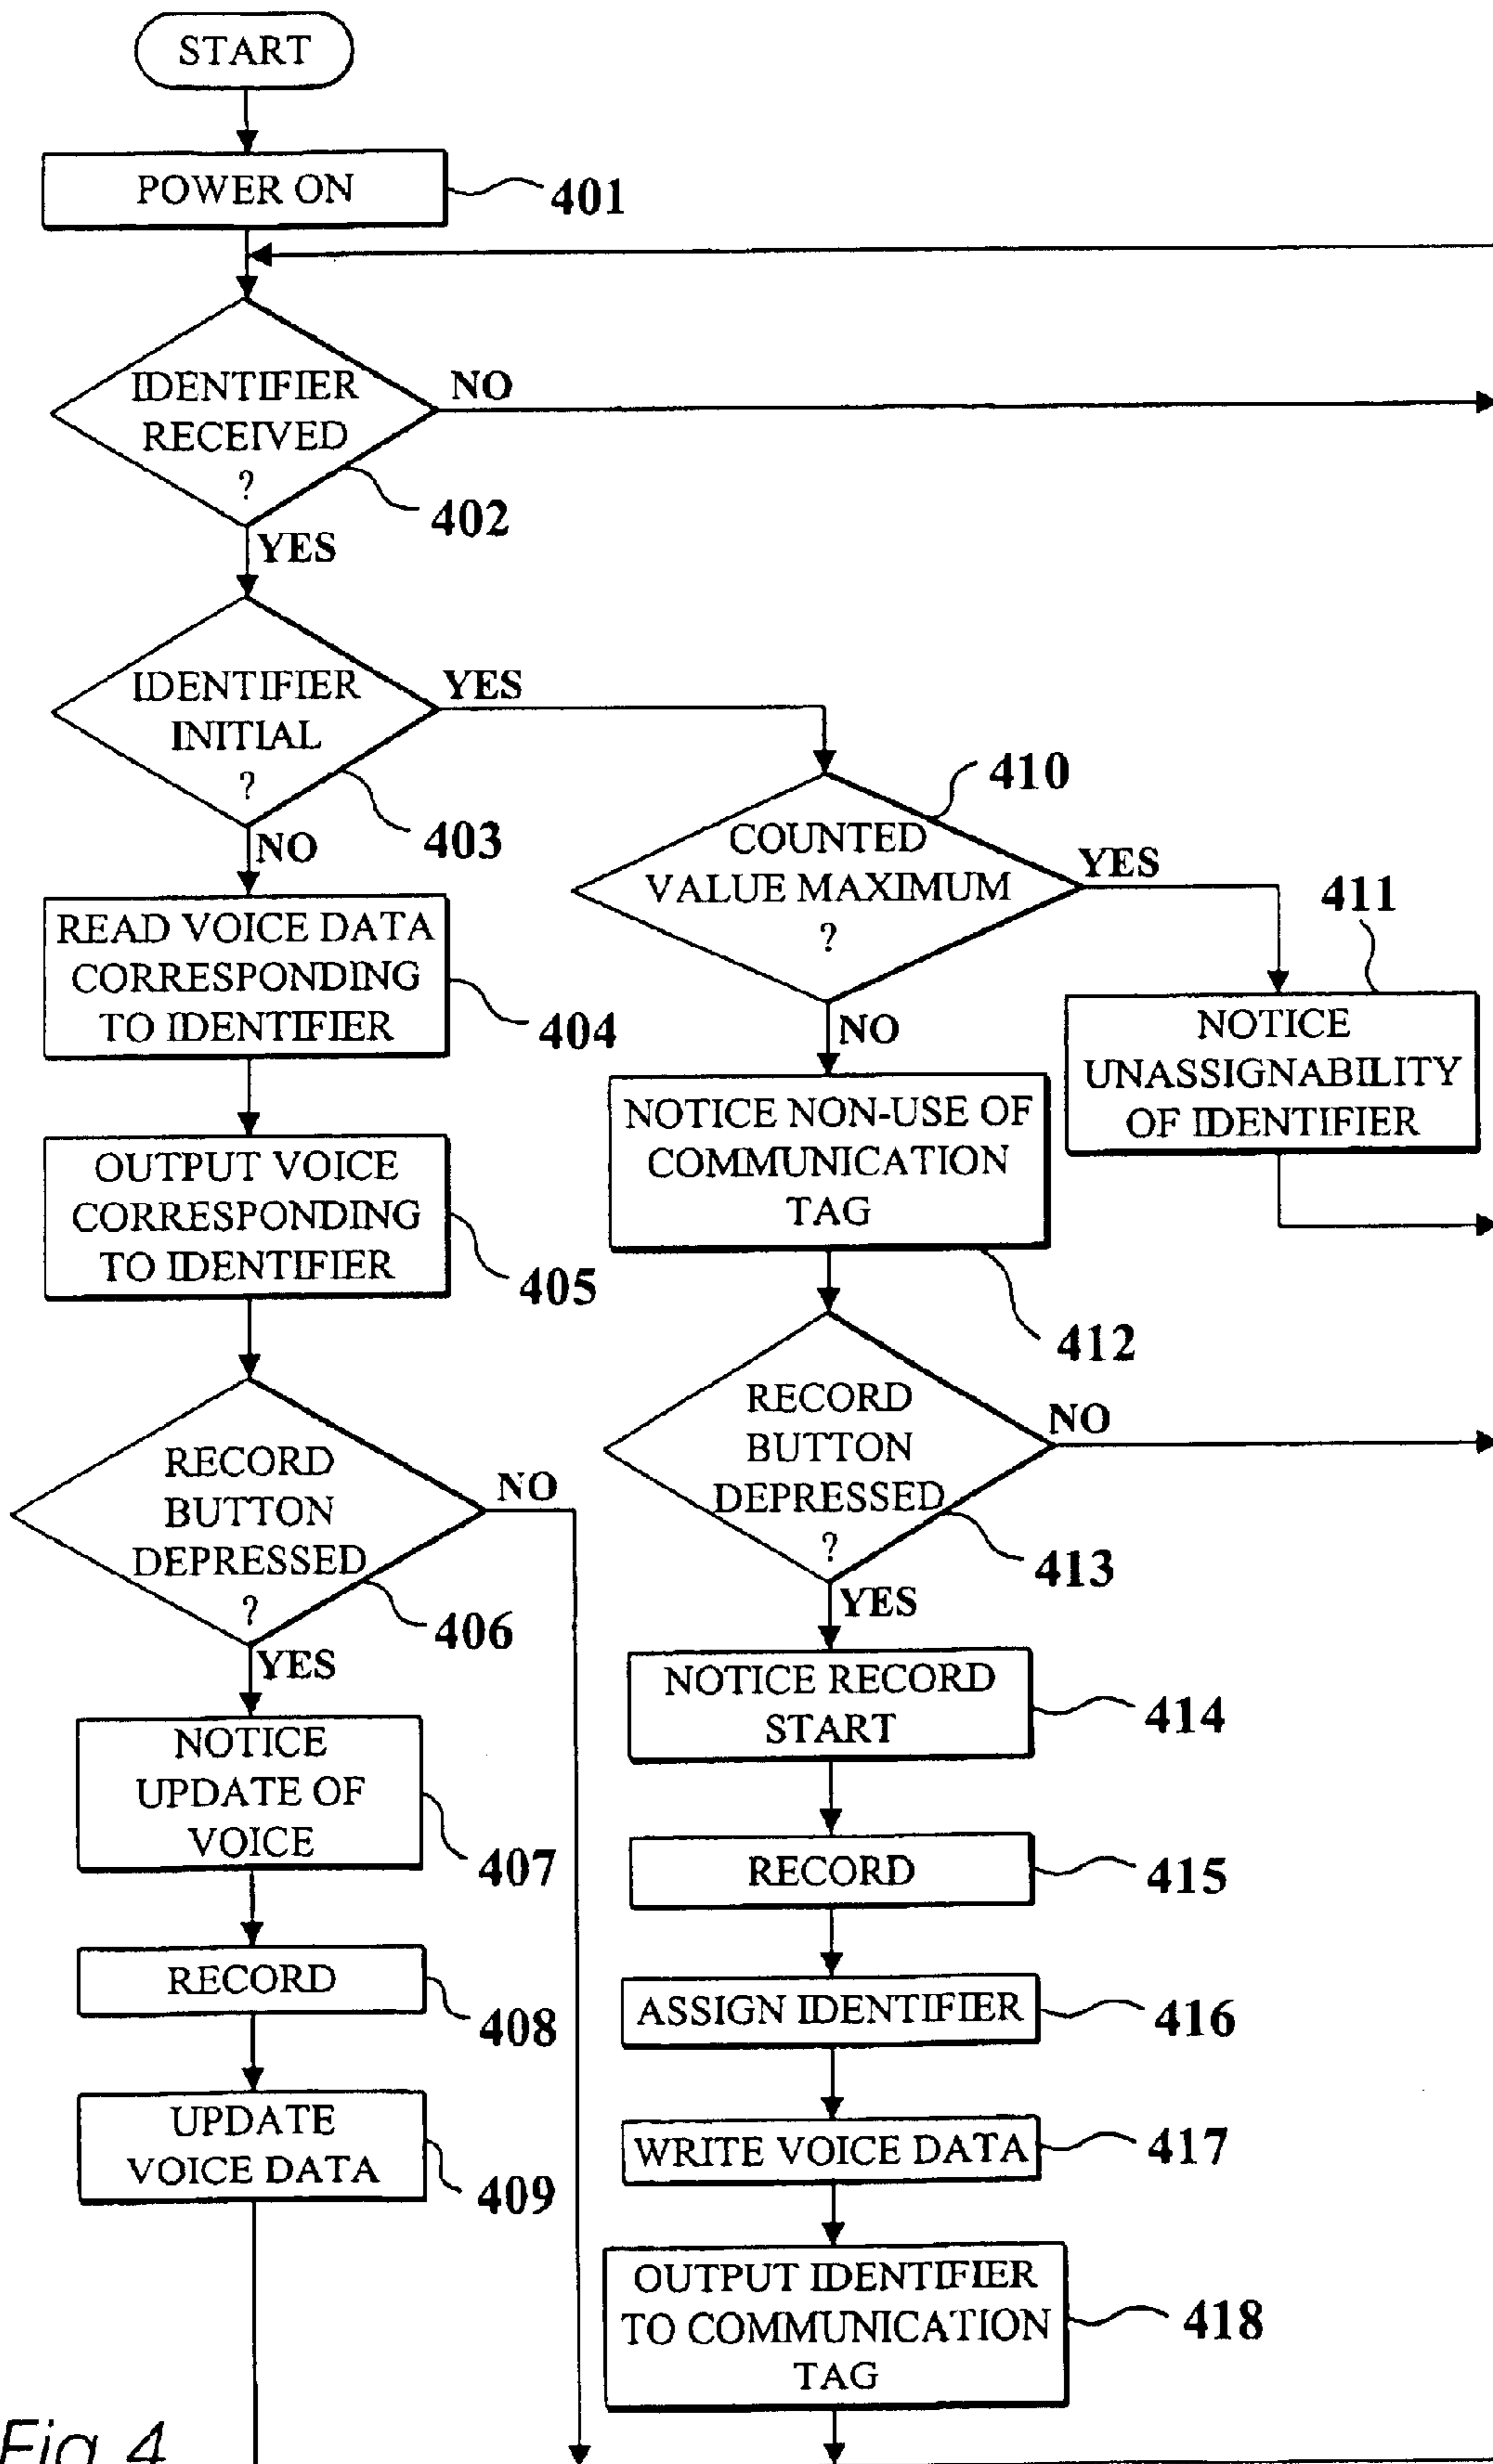 START
POWER ON
401
IDENTIFIER
RECEIVED
?
NO
402
YES
IDENTIFIER
INITIAL
?
YES
403
NO
READ VOICE DATA
CORRESPONDING
TO IDENTIFIER
404
OUTPUT VOICE
CORRESPONDING
TO IDENTIFIER
405
RECORD
BUTTON
DEPRESSED
?
NO
406
YES
NOTICE
UPDATE OF
VOICE
407
RECORD
408
UPDATE
VOICE DATA
409
410
COUNTED
VALUE MAXIMUM
?
YES
NO
411
NOTICE
UNASSIGNABILITY
OF IDENTIFIER
NOTICE NON-USE OF
COMMUNICATION
TAG
412
RECORD
BUTTON
DEPRESSED
?
NO
413
YES
NOTICE RECORD
START
414
RECORD
415
ASSIGN IDENTIFIER
416
WRITE VOICE DATA
417
OUTPUT IDENTIFIER
TO COMMUNICATION
TAG
418
Fig 4